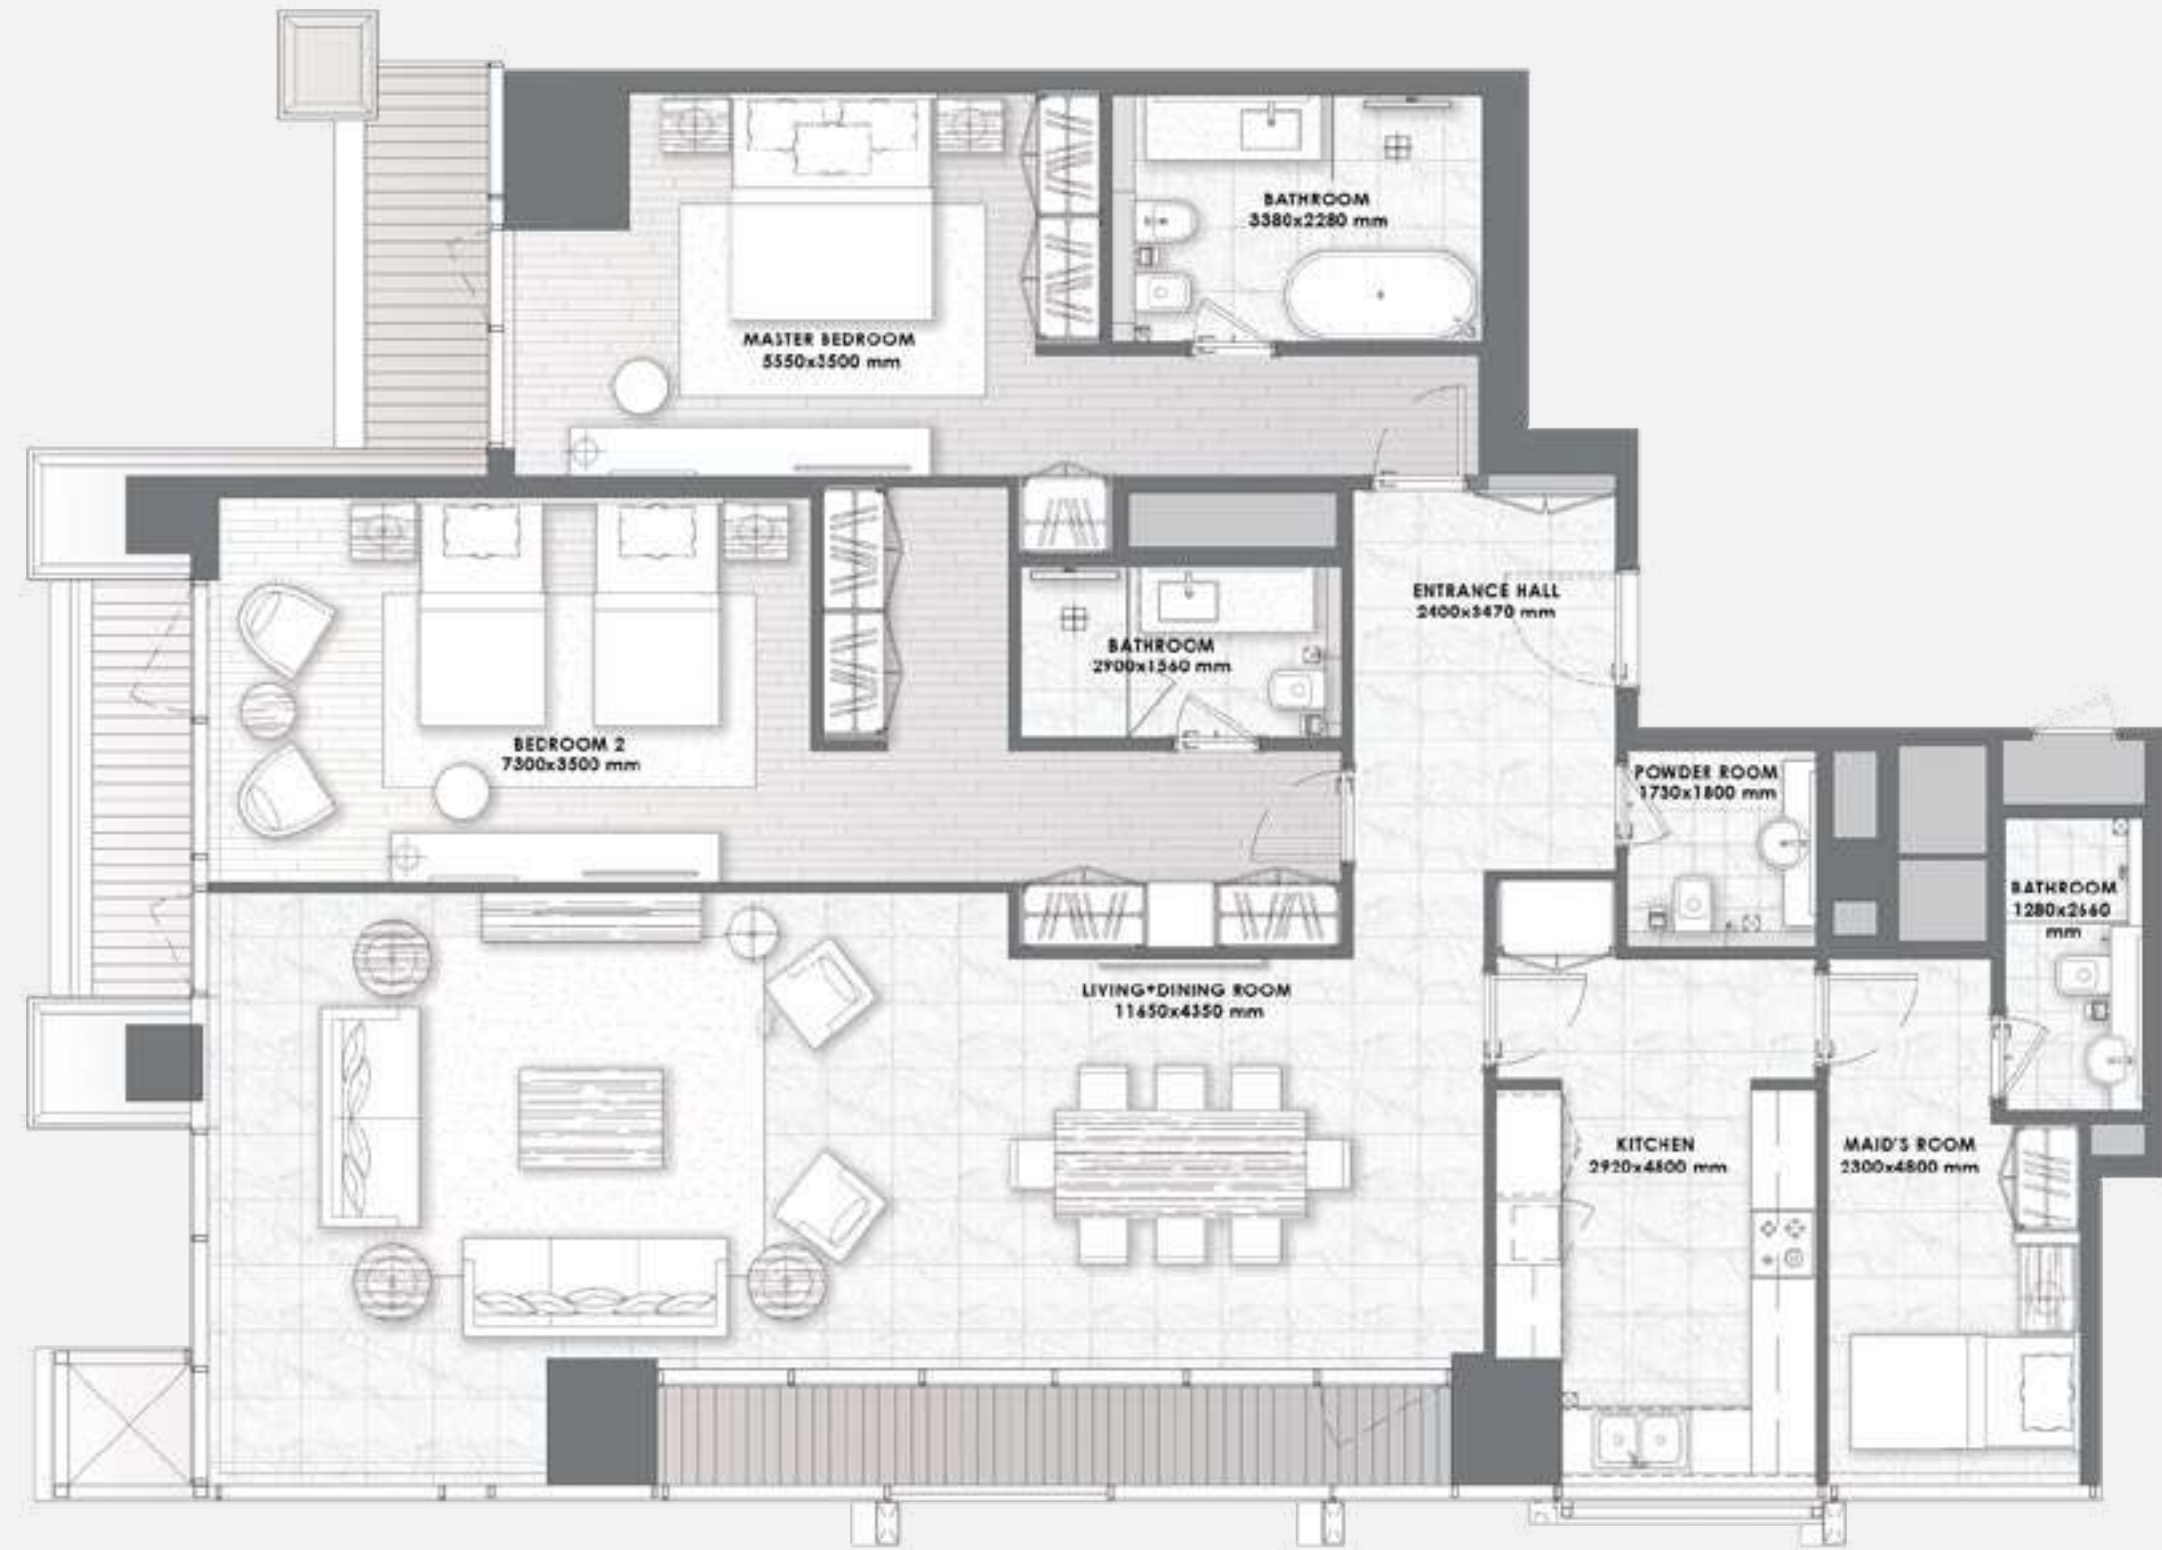 BATHROOM
3380x2280 mm
MASTER BEDROOM
5550x3500 mm
ENTRANCE HALL
2400x3470 mm
BATHROOM
2900x1560 mm
BEDROOM 2
7300x3500 mm
POWDER ROOM
1730x1800 mm
BATHROOM
1280x2660
mm
LIVING+DINING ROOM
11650x4350 mm
KITCHEN
2920x4800 mm
MAID'S ROOM
2300x4800 mm